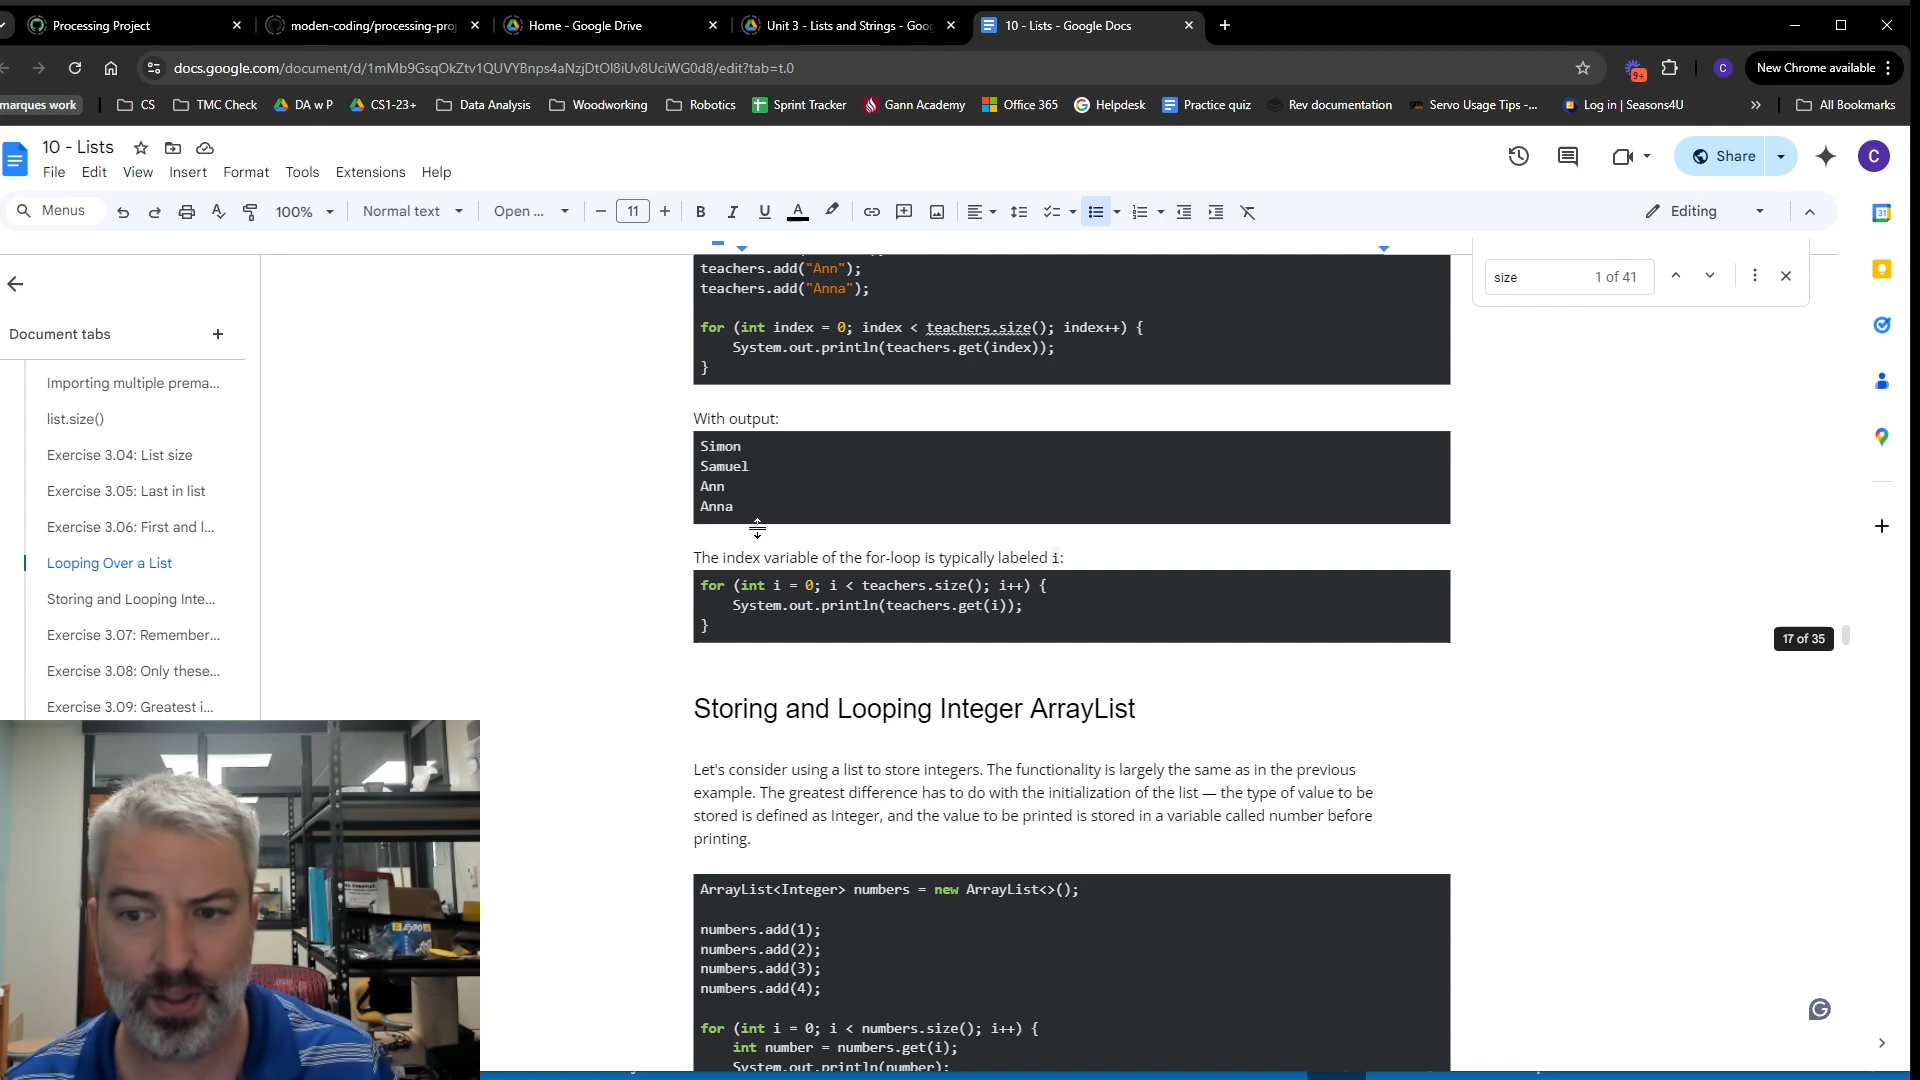 Processing Project
moden-coding/processing-proj
Home - Google Drive
Unit 3 - Lists and Strings - Goog
10 - Lists - Google Docs
docs.google.com/document/d/1mMb9GsqOkZtv1QUVYBnps4aNzjDtOl8iUv8UciWG0d8/edit?tab=t.0
9+
C
New Chrome available
marques work
CS
TMC Check
DA w P
CS1-23+
Data Analysis
Woodworking
Robotics
Sprint Tracker
Gann Academy
Office 365
Helpdesk
Practice quiz
Rev documentation
Servo Usage Tips -...
Log in | Seasons4U
All Bookmarks
10 - Lists
File Edit View Insert Format Tools Extensions Help
Share
C
Menus
100%
Normal text
Open ...
11
B I U A
Editing
31
size
1 of 41
Document tabs
Importing multiple prema...
list.size()
Exercise 3.04: List size
Exercise 3.05: Last in list
Exercise 3.06: First and l...
Looping Over a List
Storing and Looping Inte...
Exercise 3.07: Remember...
Exercise 3.08: Only these...
Exercise 3.09: Greatest i...
teachers.add("Ann");
teachers.add("Anna");
for (int index = 0; index < teachers.size(); index++) {
System.out.println(teachers.get(index));
}
With output:
Simon
Samuel
Ann
Anna
The index variable of the for-loop is typically labeled i:
for (int i = 0; i < teachers.size(); i++) {
System.out.println(teachers.get(i));
}
17 of 35
Storing and Looping Integer ArrayList
Let's consider using a list to store integers. The functionality is largely the same as in the previous
example. The greatest difference has to do with the initialization of the list — the type of value to be
stored is defined as Integer, and the value to be printed is stored in a variable called number before
printing.
ArrayList<Integer> numbers = new ArrayList<>();
numbers.add(1);
numbers.add(2);
numbers.add(3);
numbers.add(4);
for (int i = 0; i < numbers.size(); i++) {
int number = numbers.get(i);
System.out.println(number);
EXPO